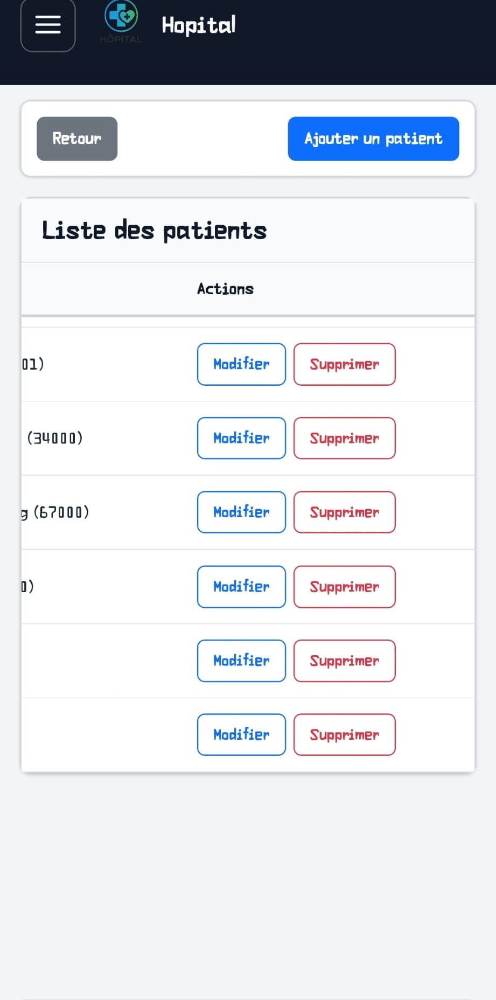 HÔPITAL
Hopital
Retour
Ajouter un patient
Liste des patients
Actions
01) Modifier Supprimer
(34000) Modifier Supprimer
g (67000) Modifier Supprimer
0) Modifier Supprimer
Modifier Supprimer
Modifier Supprimer